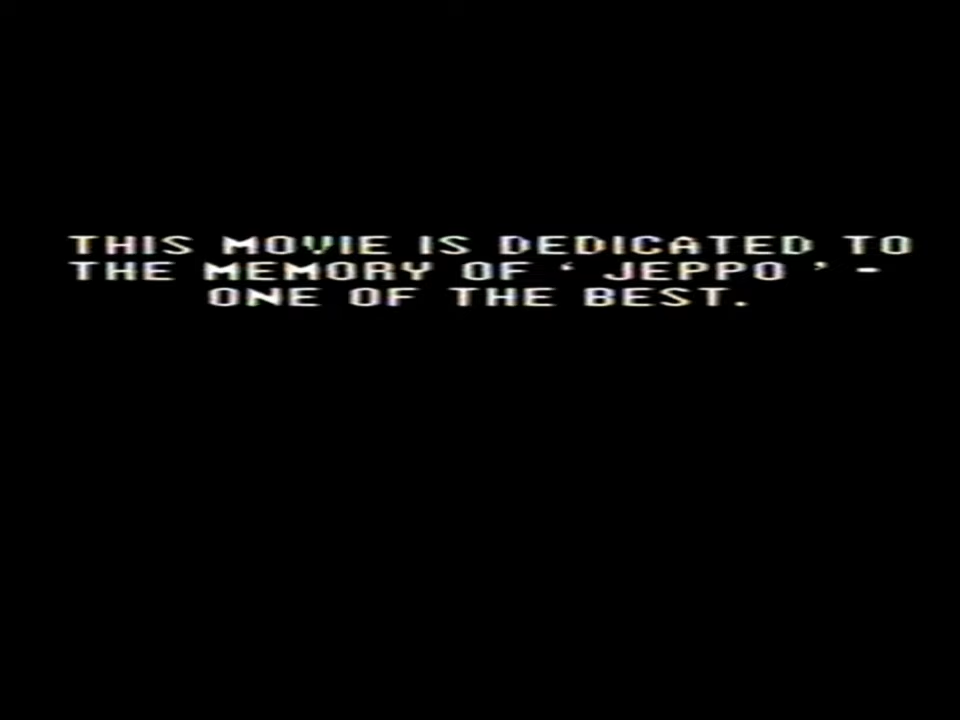 THIS MOVIE IS DEDICATED TO
THE MEMORY OF ‘ JEPPO ’ -
ONE OF THE BEST.